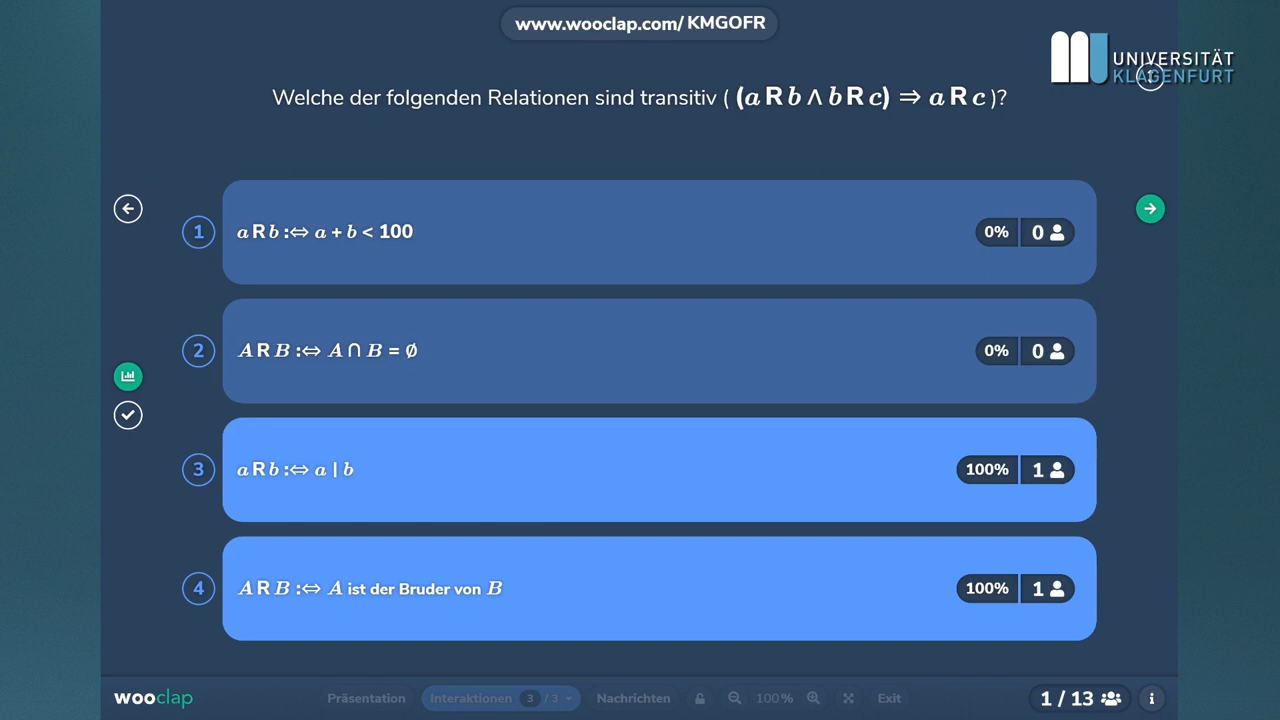 www.wooclap.com/ KMGOFR
UNIVERSITÄT
KLAGENFURT
Welche der folgenden Relationen sind transitiv ( (a R b ∧ b R c) ⇒ a R c )?
1 a R b :⇔ a + b < 100 0% 0
2 A R B :⇔ A ∩ B = ∅ 0% 0
3 a R b :⇔ a | b 100% 1
4 A R B :⇔ A ist der Bruder von B 100% 1
wooclap Präsentation Interaktionen 3 / 3 Nachrichten 100% Exit 1 / 13 i